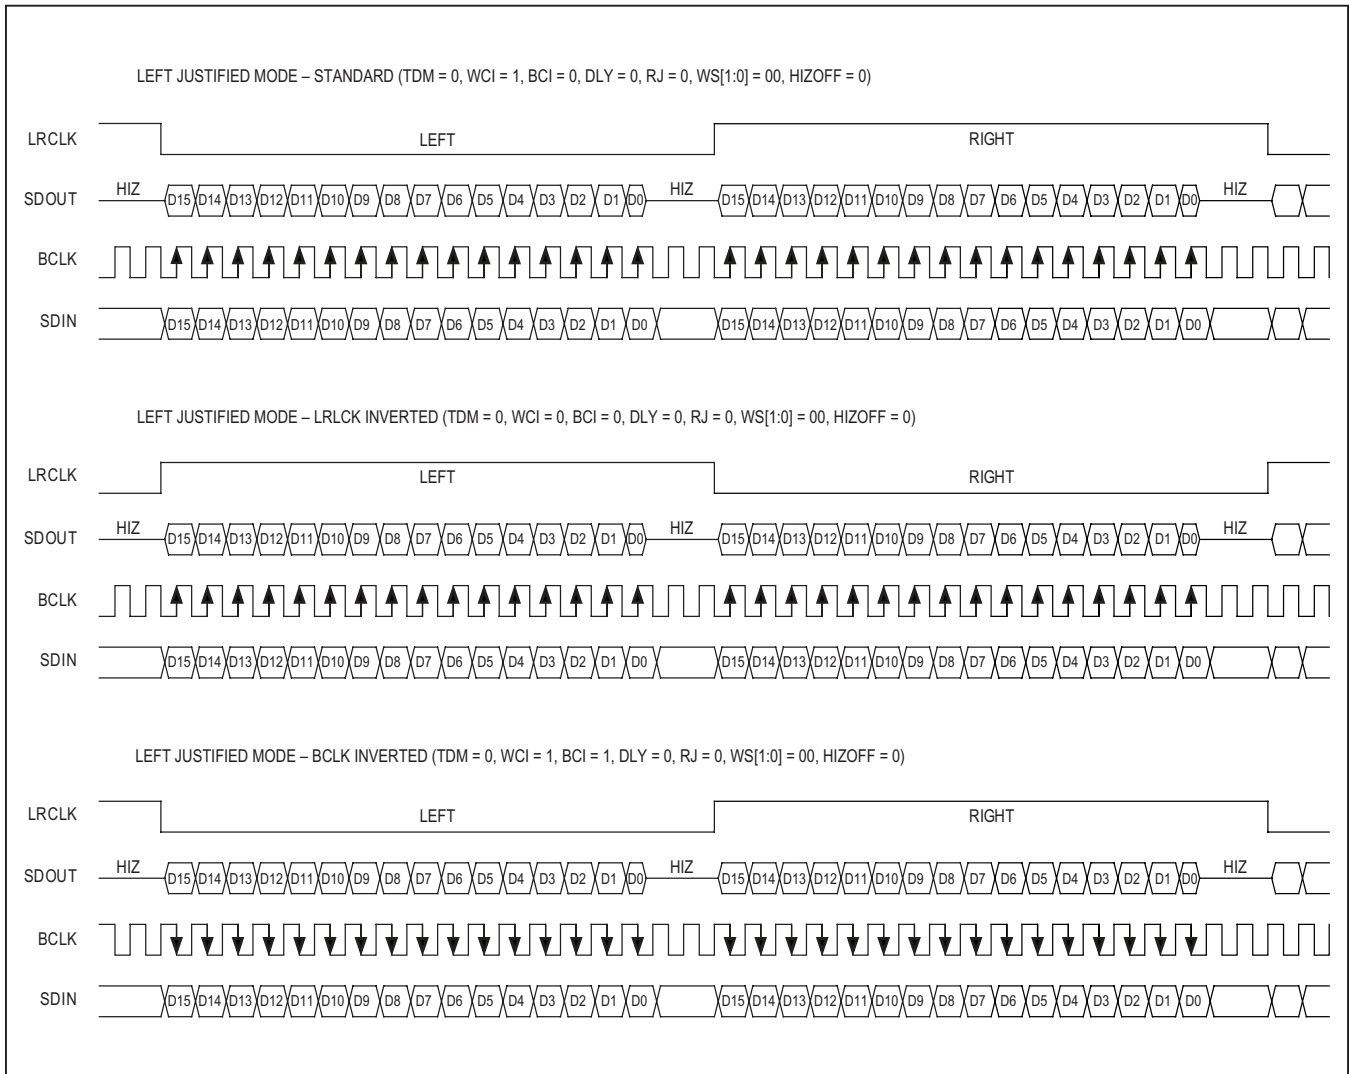 LEFT JUSTIFIED MODE – STANDARD (TDM = 0, WCI = 1, BCI = 0, DLY = 0, RJ = 0, WS[1:0] = 00, HIZOFF = 0)
LRCLK LEFT RIGHT
SDOUT HIZ D15 D14 D13 D12 D11 D10 D9 D8 D7 D6 D5 D4 D3 D2 D1 D0 HIZ D15 D14 D13 D12 D11 D10 D9 D8 D7 D6 D5 D4 D3 D2 D1 D0 HIZ
BCLK
SDIN D15 D14 D13 D12 D11 D10 D9 D8 D7 D6 D5 D4 D3 D2 D1 D0 D15 D14 D13 D12 D11 D10 D9 D8 D7 D6 D5 D4 D3 D2 D1 D0
LEFT JUSTIFIED MODE – LRLCK INVERTED (TDM = 0, WCI = 0, BCI = 0, DLY = 0, RJ = 0, WS[1:0] = 00, HIZOFF = 0)
LRCLK LEFT RIGHT
SDOUT HIZ D15 D14 D13 D12 D11 D10 D9 D8 D7 D6 D5 D4 D3 D2 D1 D0 HIZ D15 D14 D13 D12 D11 D10 D9 D8 D7 D6 D5 D4 D3 D2 D1 D0 HIZ
BCLK
SDIN D15 D14 D13 D12 D11 D10 D9 D8 D7 D6 D5 D4 D3 D2 D1 D0 D15 D14 D13 D12 D11 D10 D9 D8 D7 D6 D5 D4 D3 D2 D1 D0
LEFT JUSTIFIED MODE – BCLK INVERTED (TDM = 0, WCI = 1, BCI = 1, DLY = 0, RJ = 0, WS[1:0] = 00, HIZOFF = 0)
LRCLK LEFT RIGHT
SDOUT HIZ D15 D14 D13 D12 D11 D10 D9 D8 D7 D6 D5 D4 D3 D2 D1 D0 HIZ D15 D14 D13 D12 D11 D10 D9 D8 D7 D6 D5 D4 D3 D2 D1 D0 HIZ
BCLK
SDIN D15 D14 D13 D12 D11 D10 D9 D8 D7 D6 D5 D4 D3 D2 D1 D0 D15 D14 D13 D12 D11 D10 D9 D8 D7 D6 D5 D4 D3 D2 D1 D0